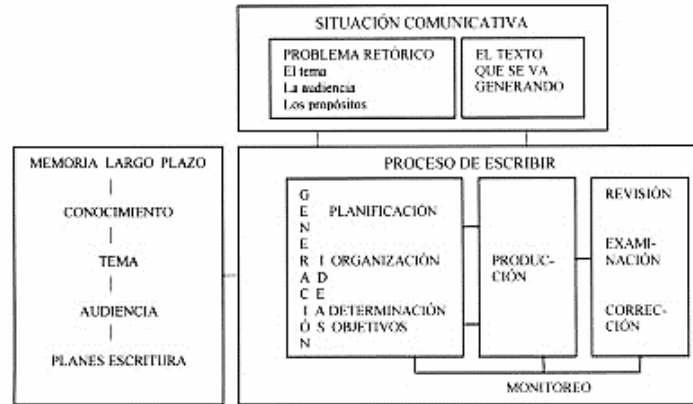 SITUACIÓN COMUNICATIVA
PROBLEMA RETÓRICO
El tema
La audiencia
Los propósitos
EL TEXTO
QUE SE VA
GENERANDO
MEMORIA LARGO PLAZO
CONOCIMIENTO
TEMA
AUDIENCIA
PLANES ESCRITURA
PROCESO DE ESCRIBIR
GENERACIÓN
IDEAS
PLANIFICACIÓN
ORGANIZACIÓN
DETERMINACIÓN
OBJETIVOS
PRODUC-
CIÓN
REVISIÓN
EXAMI-
NACIÓN
CORREC-
CIÓN
MONITOREO